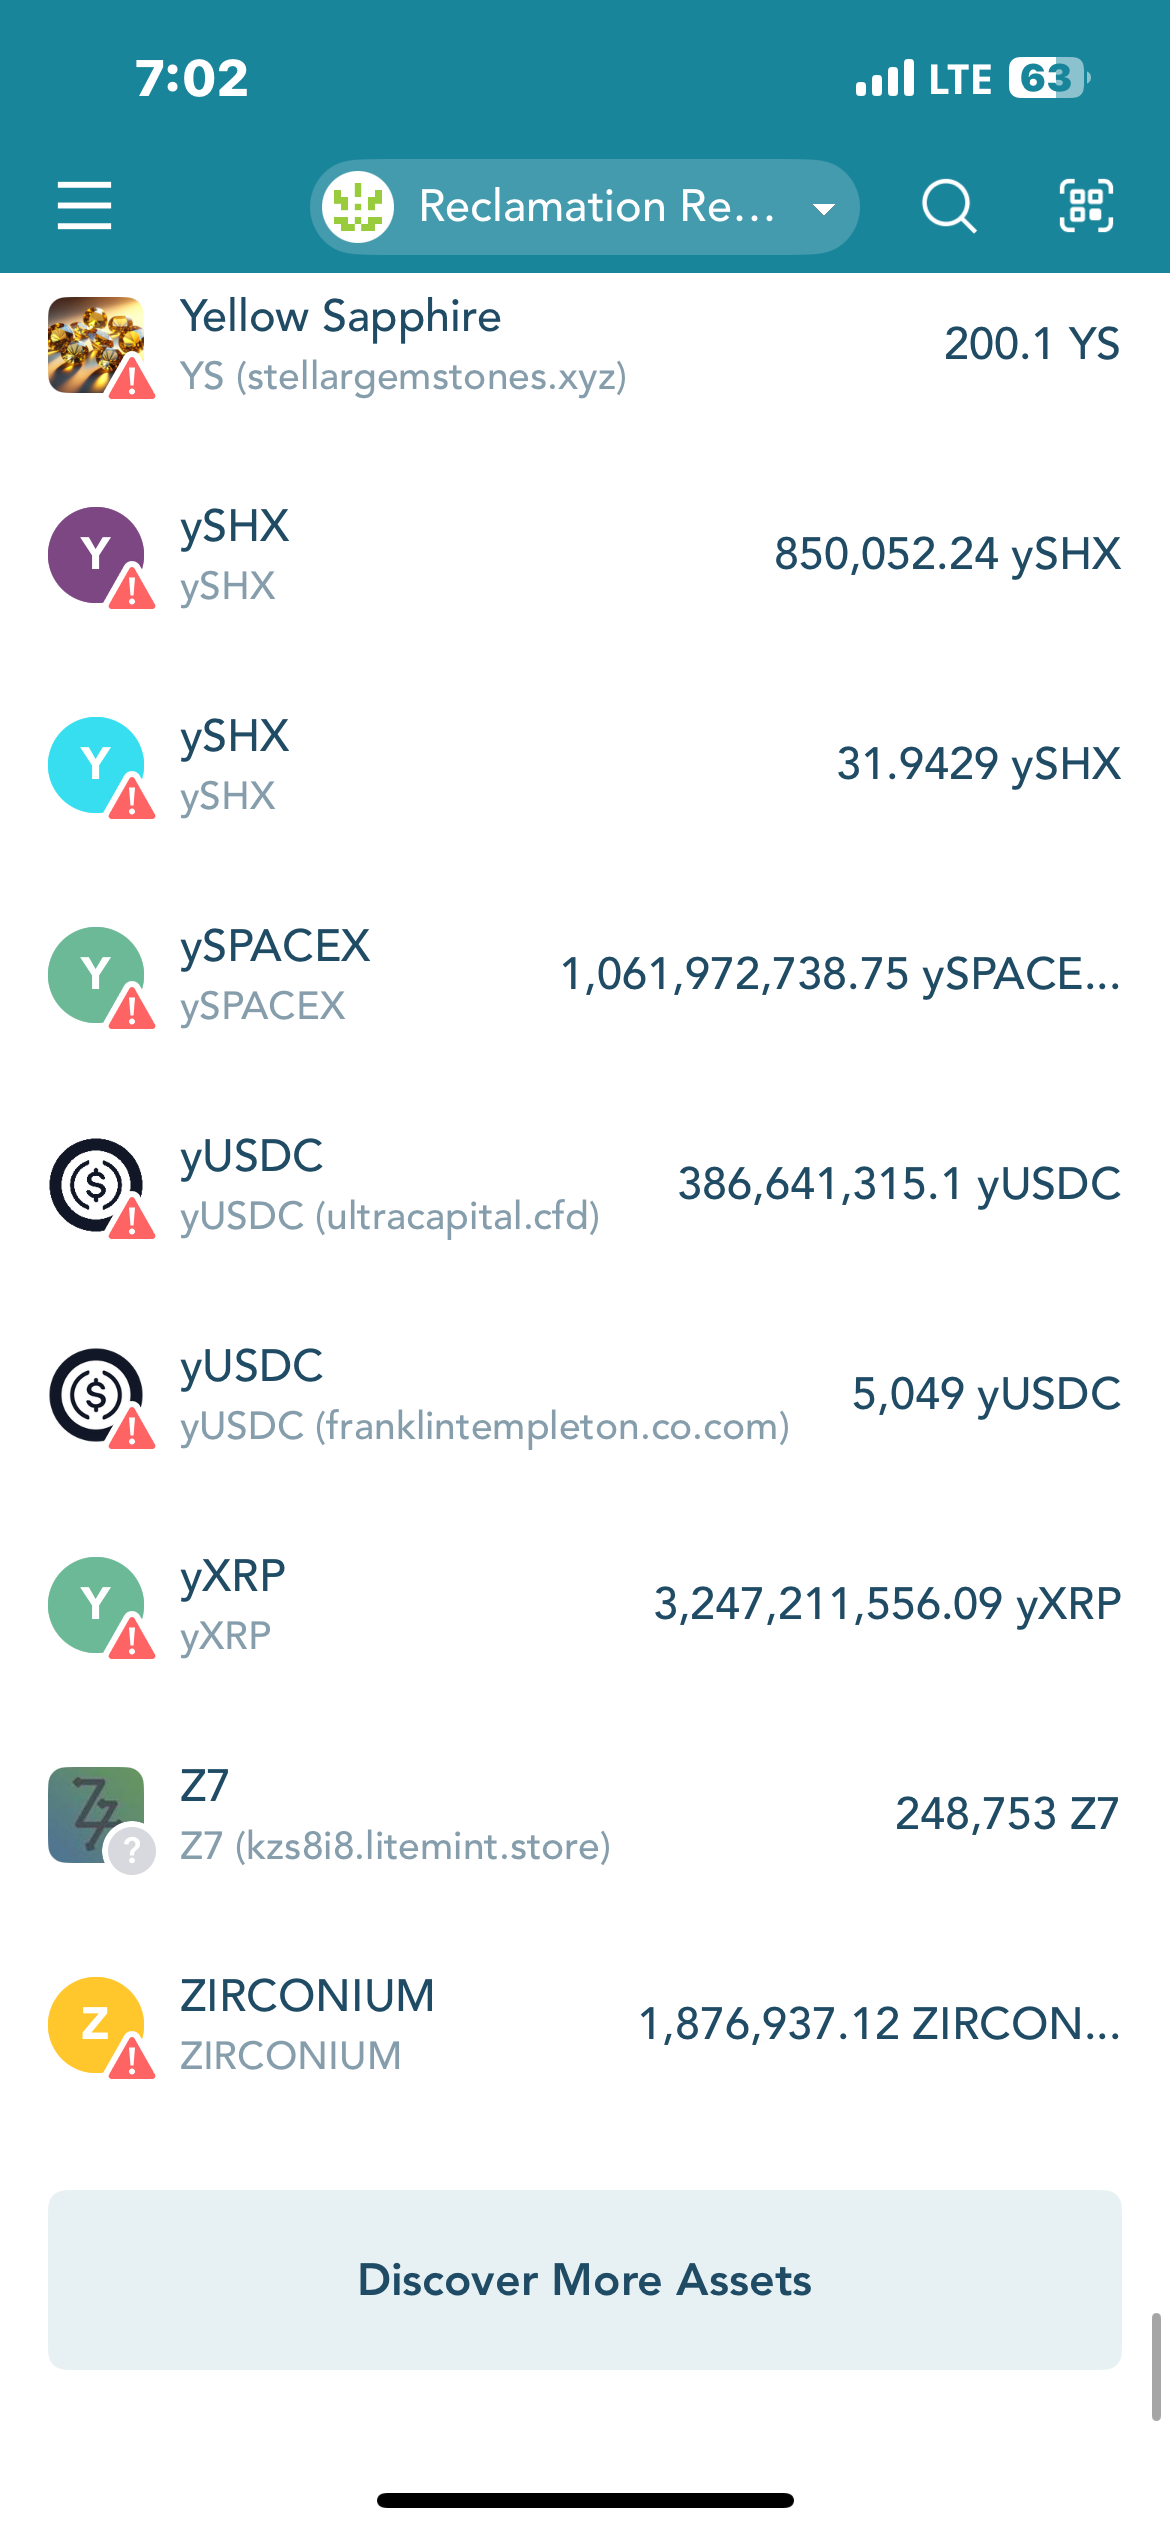 7:02
LTE 63
Reclamation Re...
Yellow Sapphire
YS (stellargemstones.xyz)
200.1 YS
Y
ySHX
ySHX
850,052.24 ySHX
Y
ySHX
ySHX
31.9429 ySHX
Y
ySPACEX
ySPACEX
1,061,972,738.75 ySPACE...
yUSDC
yUSDC (ultracapital.cfd)
386,641,315.1 yUSDC
yUSDC
yUSDC (franklintempleton.co.com)
5,049 yUSDC
Y
yXRP
yXRP
3,247,211,556.09 yXRP
Z7
Z7 (kzs8i8.litemint.store)
248,753 Z7
Z
ZIRCONIUM
ZIRCONIUM
1,876,937.12 ZIRCON...
Discover More Assets